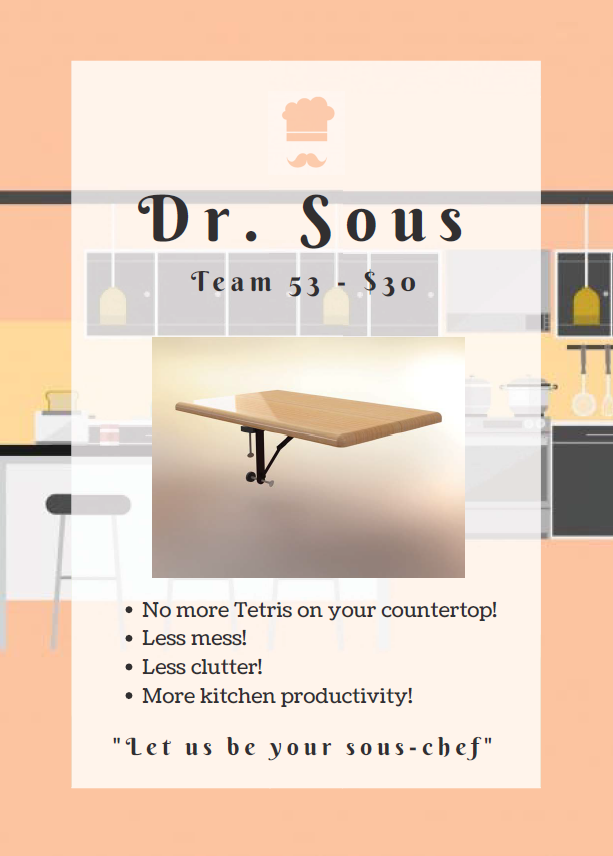 Dr. Sous
Team 53 - $30
• No more Tetris on your countertop!
• Less mess!
• Less clutter!
• More kitchen productivity!
"Let us be your sous-chef"